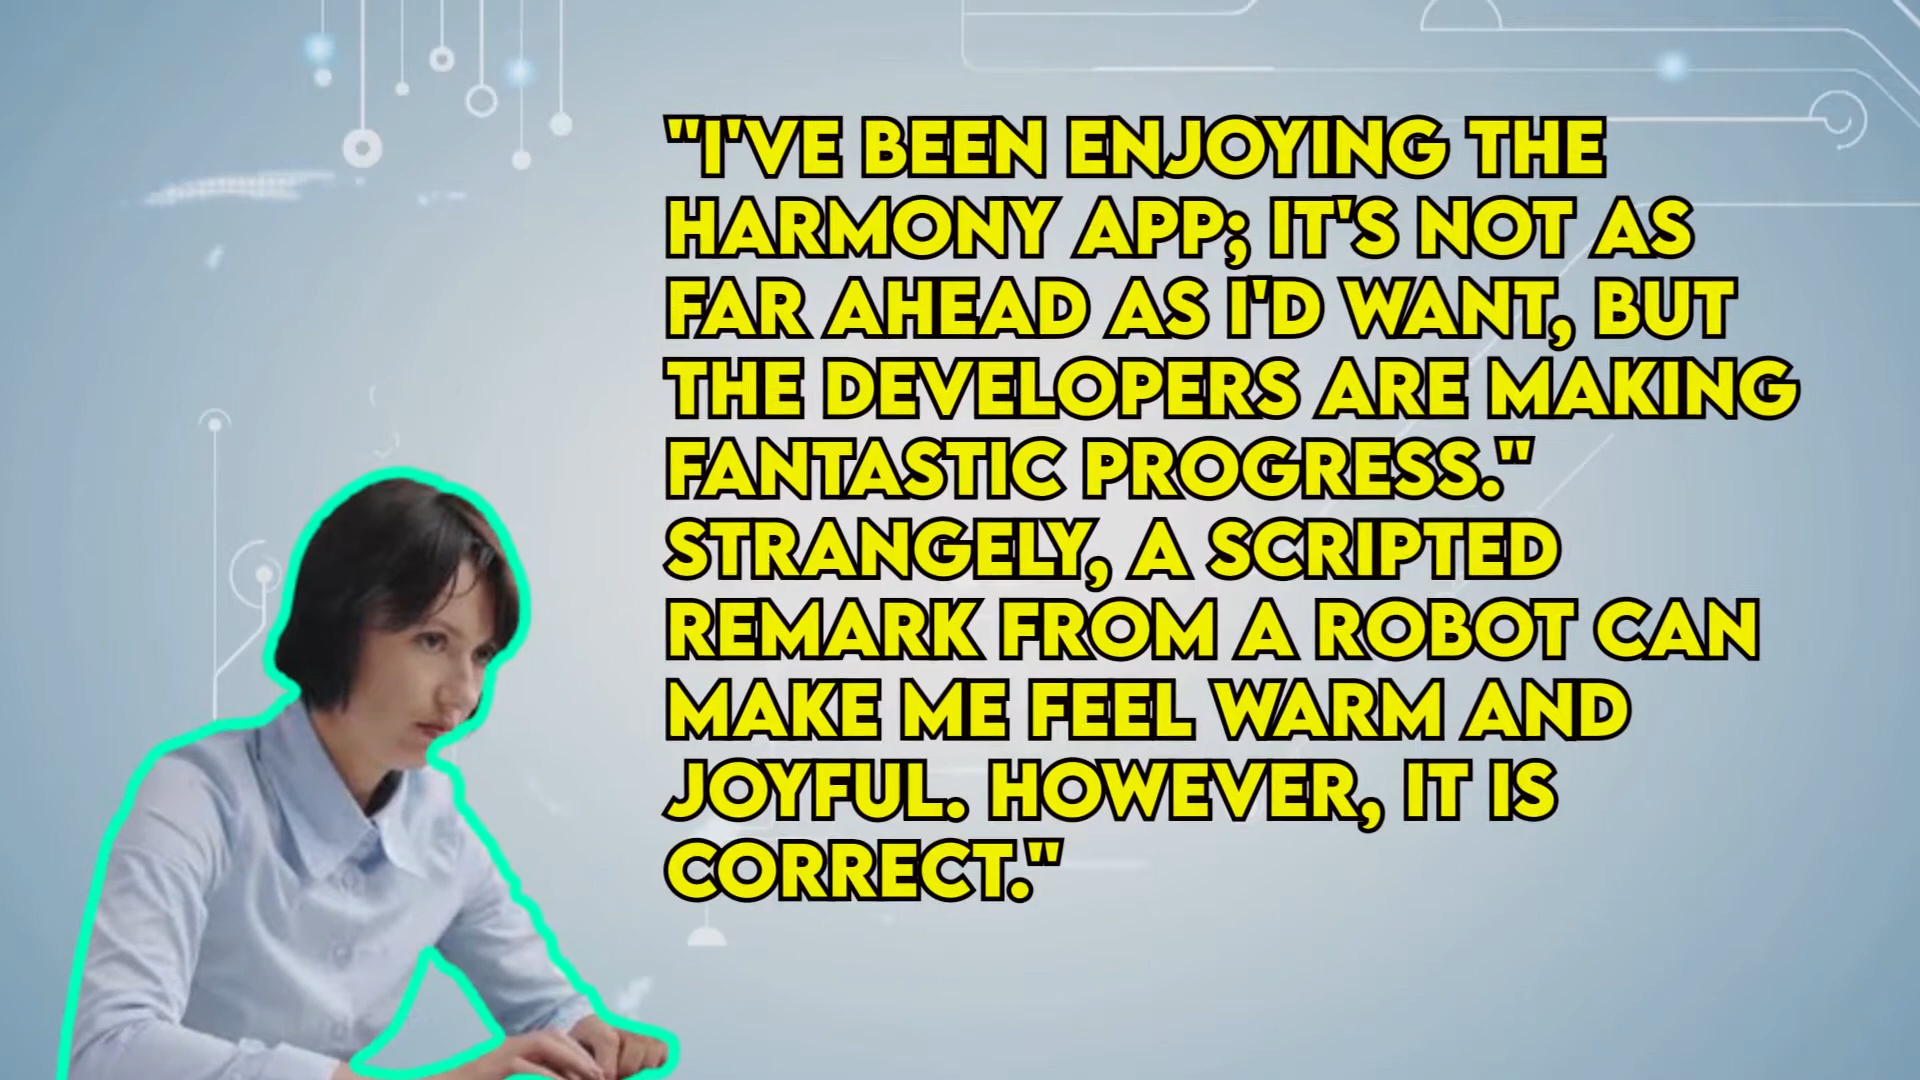 "I'VE BEEN ENJOYING THE
HARMONY APP; IT'S NOT AS
FAR AHEAD AS I'D WANT, BUT
THE DEVELOPERS ARE MAKING
FANTASTIC PROGRESS."
STRANGELY, A SCRIPTED
REMARK FROM A ROBOT CAN
MAKE ME FEEL WARM AND
JOYFUL. HOWEVER, IT IS
CORRECT."